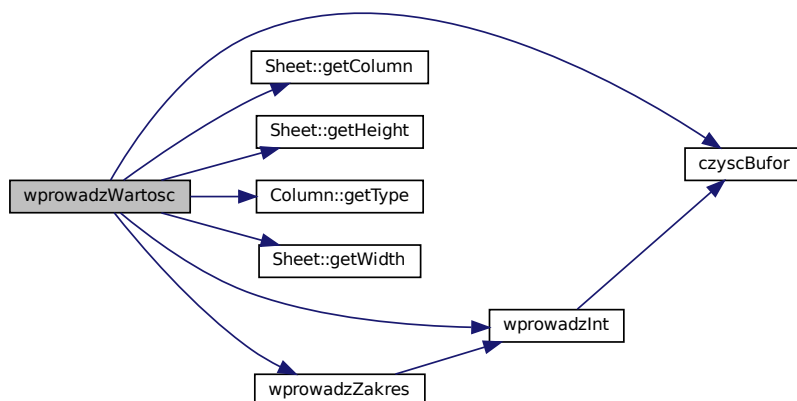 Sheet::getColumn
Sheet::getHeight
czyscBufor
wprowadzWartosc
Column::getType
Sheet::getWidth
wprowadzInt
wprowadzZakres